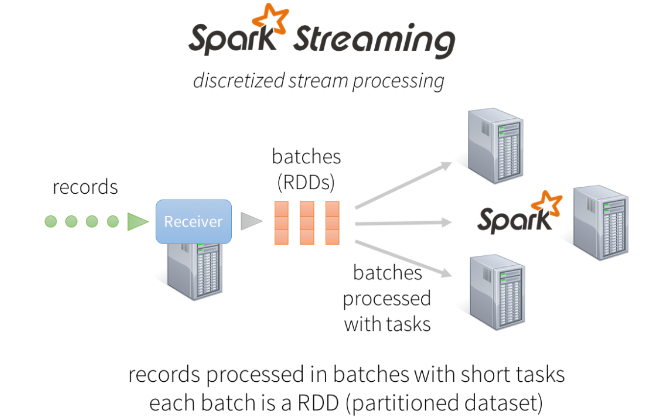 Spark Streaming
discretized stream processing
batches
(RDDs)
records
Receiver
Spark
batches
processed
with tasks
records processed in batches with short tasks
each batch is a RDD (partitioned dataset)